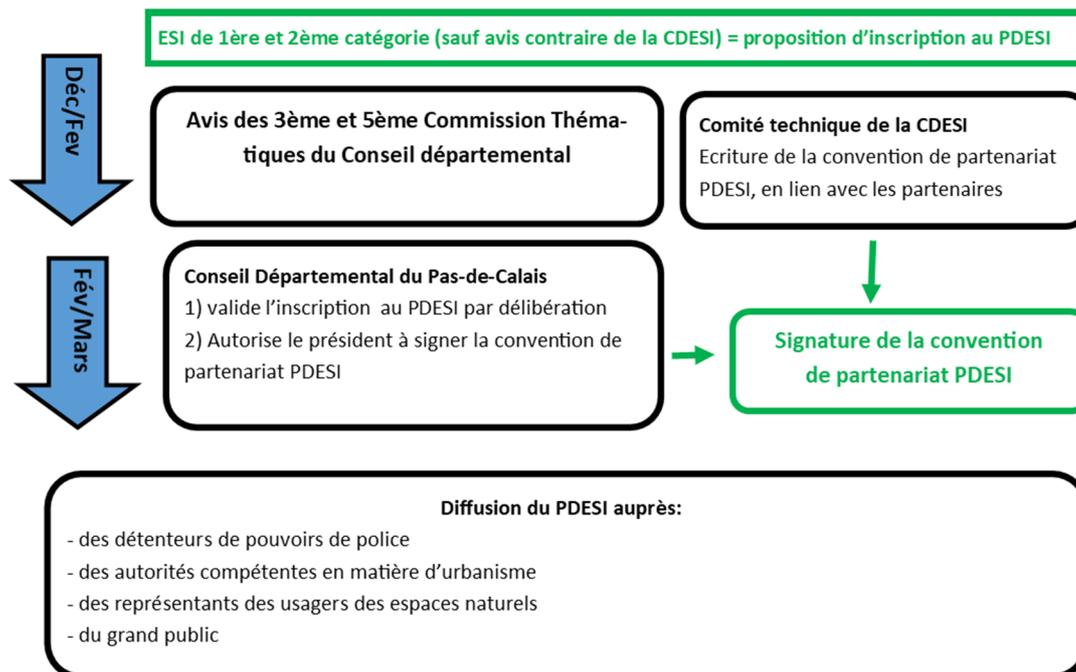 ESI de 1ère et 2ème catégorie (sauf avis contraire de la CDESI) = proposition d’inscription au PDESI
Déc/Fev
Avis des 3ème et 5ème Commission Théma-
tiques du Conseil départemental
Comité technique de la CDESI
Ecriture de la convention de partenariat
PDESI, en lien avec les partenaires
Fév/Mars
Conseil Départemental du Pas-de-Calais
1) valide l’inscription au PDESI par délibération
2) Autorise le président à signer la convention de
partenariat PDESI
Signature de la convention
de partenariat PDESI
Diffusion du PDESI auprès:
- des détenteurs de pouvoirs de police
- des autorités compétentes en matière d’urbanisme
- des représentants des usagers des espaces naturels
- du grand public